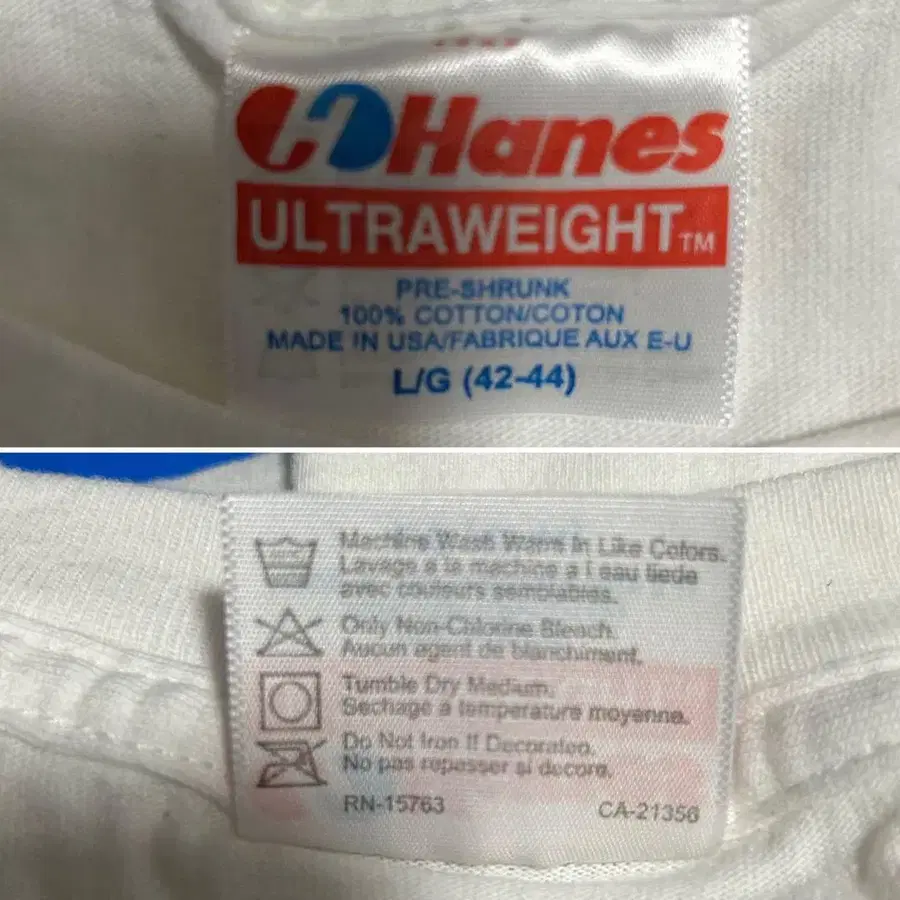 Hanes
ULTRAWEIGHT™
PRE-SHRUNK
100% COTTON/COTON
MADE IN USA/FABRIQUE AUX E-U
L/G (42-44)
Machine Wash Warm In Like Colors.
Lavage a la machine a l eau tiede
avec couleurs semblables.
Only Non-Chlorine Bleach.
Aucun agent de blanchiment.
Tumble Dry Medium.
Sechage a temperature moyenne.
Do Not Iron If Decorated.
No pas repasser si decore.
RN-15763
CA-21356